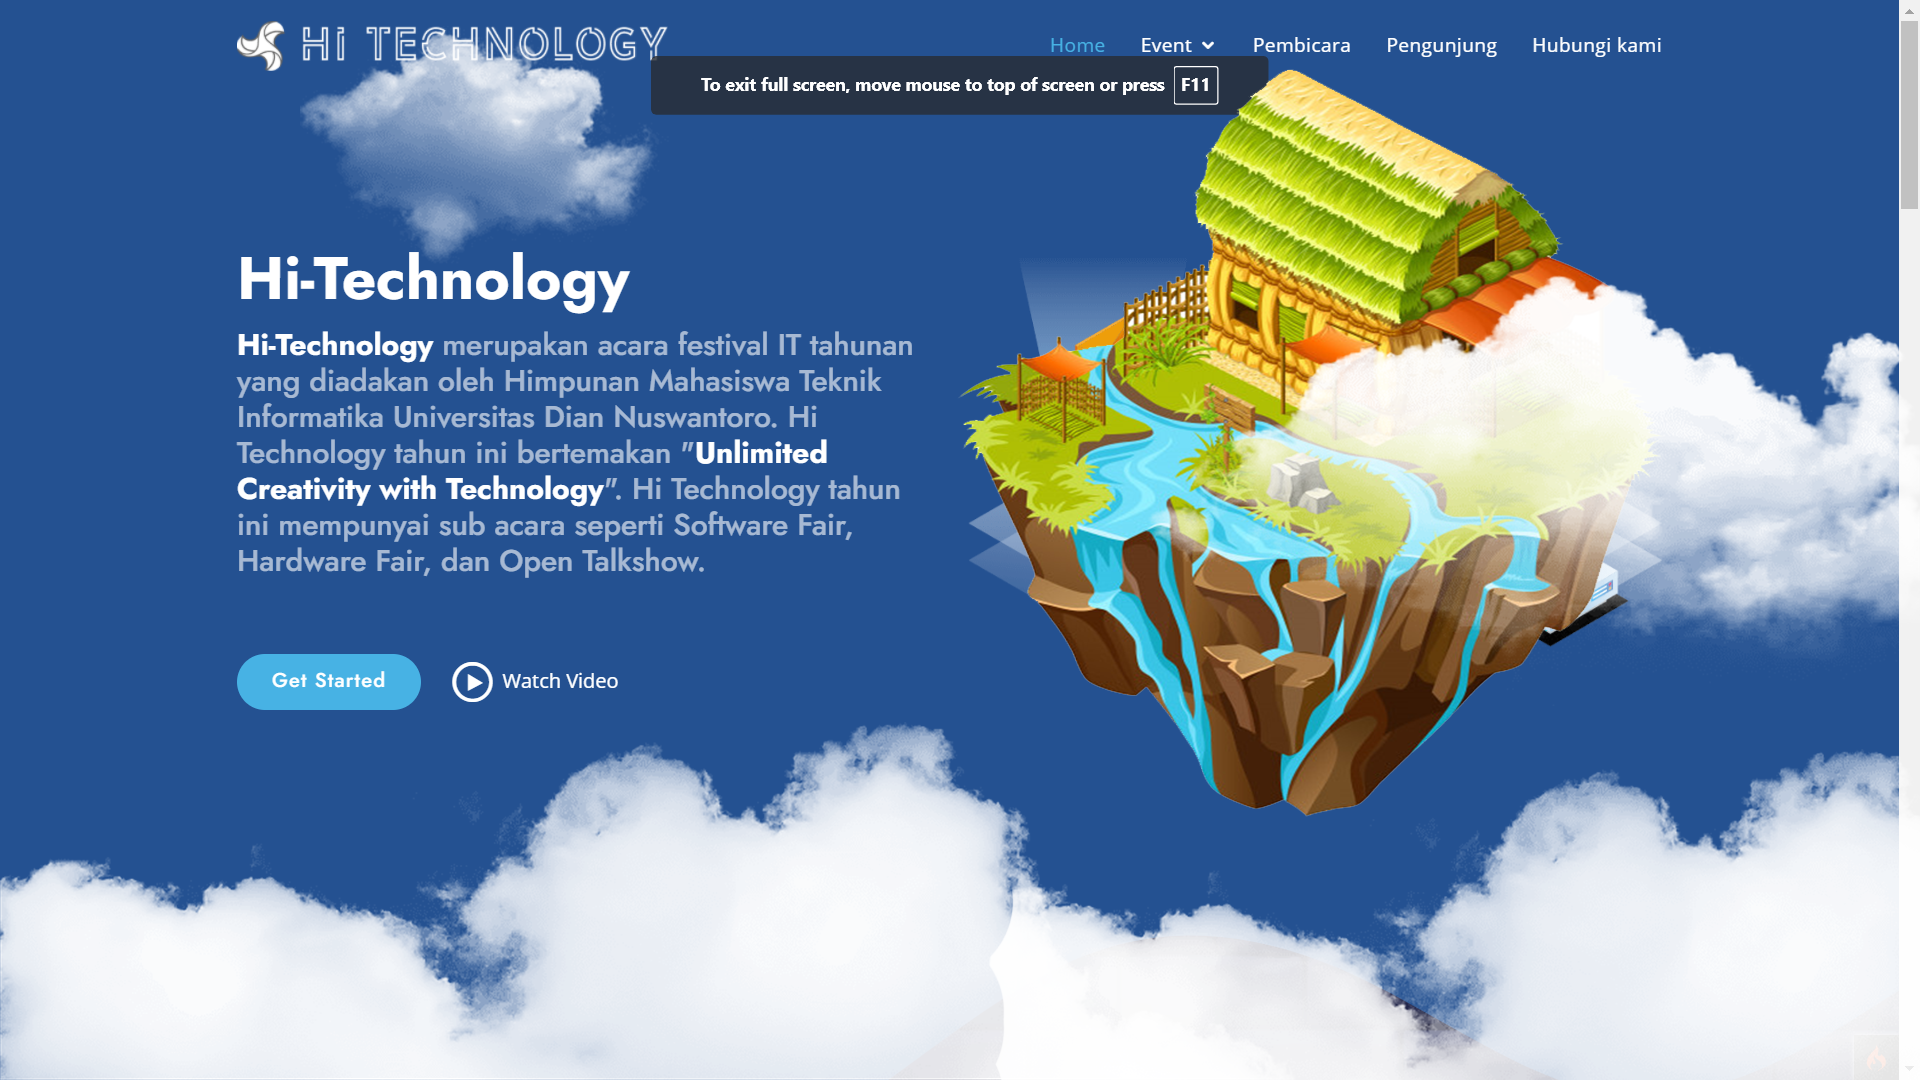 Hi TECHNOLOGY
Home Event Pembicara Pengunjung Hubungi kami
To exit full screen, move mouse to top of screen or press F11
Hi-Technology
Hi-Technology merupakan acara festival IT tahunan
yang diadakan oleh Himpunan Mahasiswa Teknik
Informatika Universitas Dian Nuswantoro. Hi
Technology tahun ini bertemakan "Unlimited
Creativity with Technology". Hi Technology tahun
ini mempunyai sub acara seperti Software Fair,
Hardware Fair, dan Open Talkshow.
Get Started
Watch Video